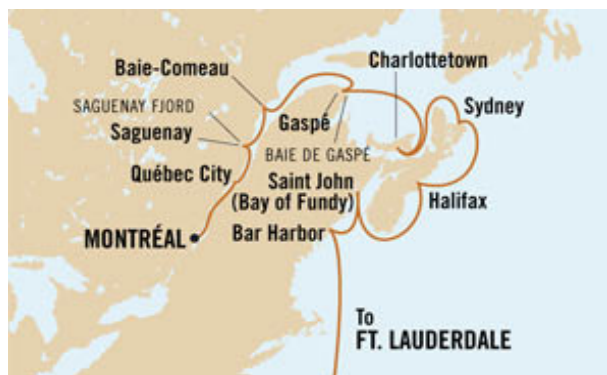 Baie-Comeau
Charlottetown
SAGUENAY FJORD
Sydney
Gaspé
Saguenay
BAIE DE GASPÉ
Québec City
Saint John
(Bay of Fundy)
Halifax
MONTRÉAL
Bar Harbor
To
FT. LAUDERDALE